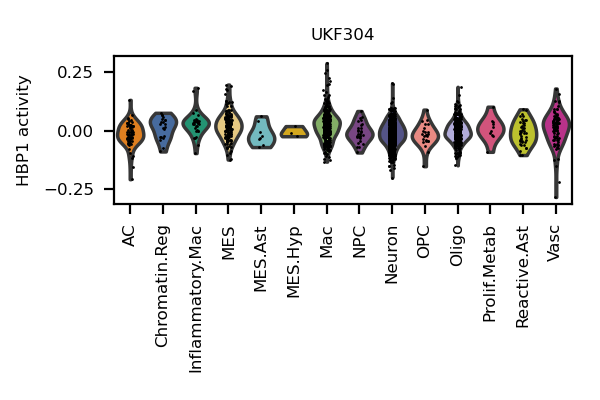 UKF304
HBP1 activity
0.25
0.00
−0.25
AC
Chromatin.Reg
Inflammatory.Mac
MES
MES.Ast
MES.Hyp
Mac
NPC
Neuron
OPC
Oligo
Prolif.Metab
Reactive.Ast
Vasc